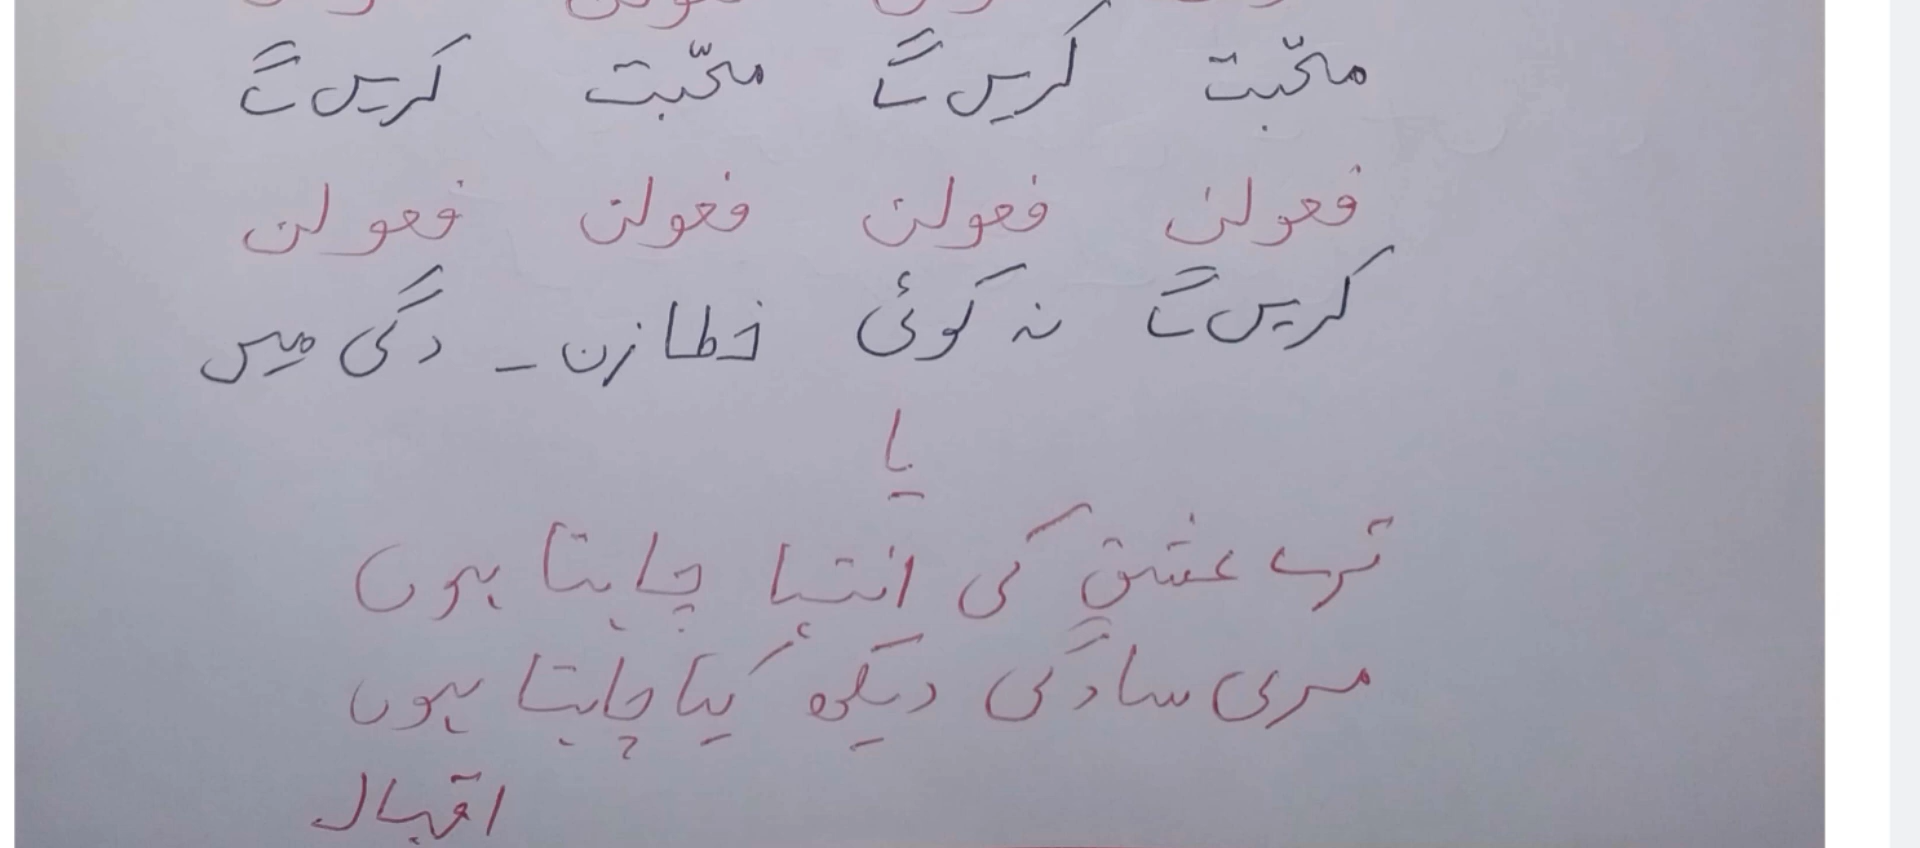 محبّت کریں گے محبّت کریں گے
فعولن فعولن فعولن فعولن
کریں گے نہ کوئی خطا زن ـ دگی میں
یا
ترے عشق کی انتہا چاہتا ہوں
مری سادگی دیکھ کیا چاہتا ہوں
اقبال